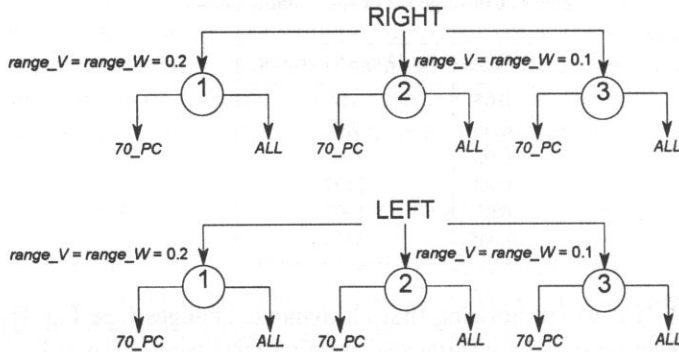 RIGHT
range_V = range_W = 0.2
range_V = range_W = 0.1
1
2
3
70_PC
ALL
70_PC
ALL
70_PC
ALL
LEFT
range_V = range_W = 0.2
range_V = range_W = 0.1
1
2
3
70_PC
ALL
70_PC
ALL
70_PC
ALL